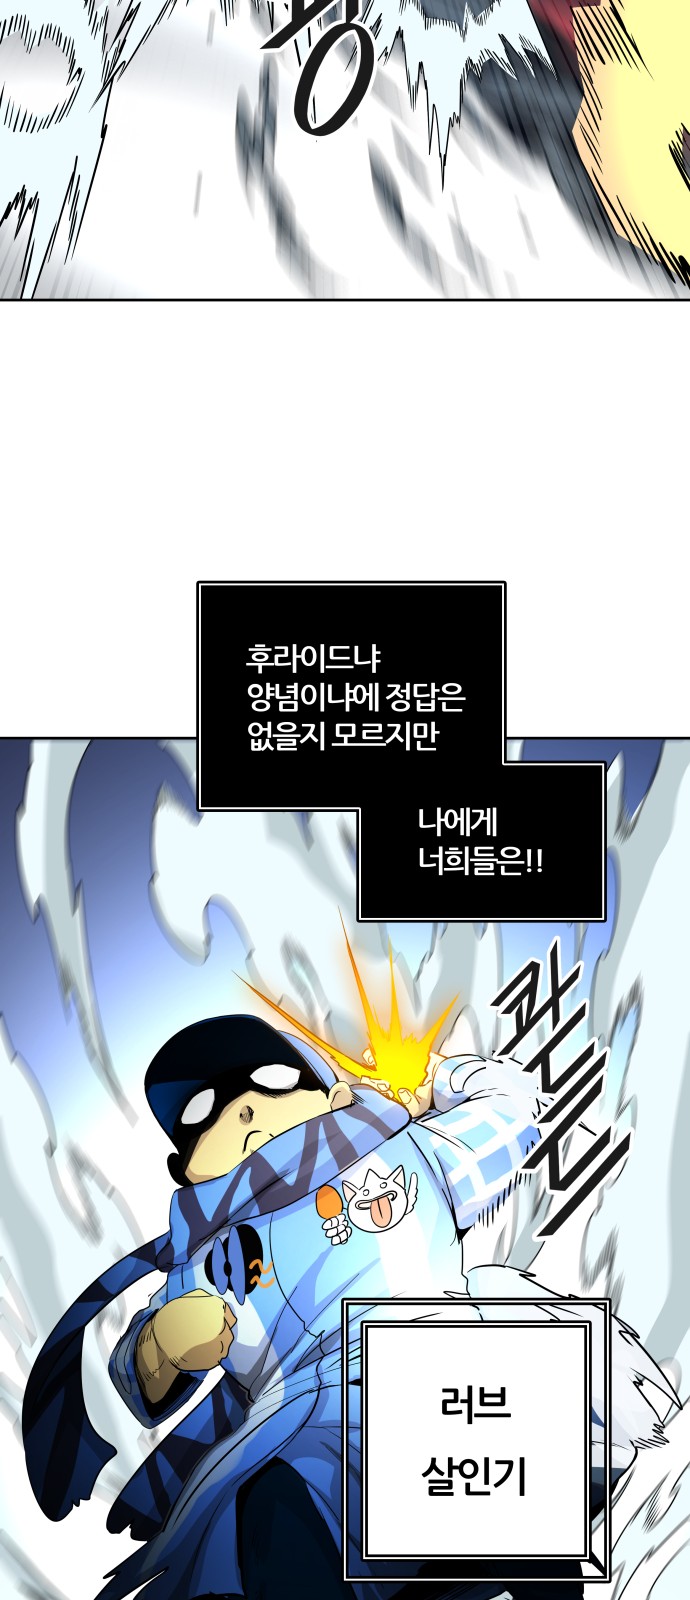 후라이드냐
양념이냐에 정답은
없을지 모르지만
나에게
너희들은!!
콰드드
러브
살인기